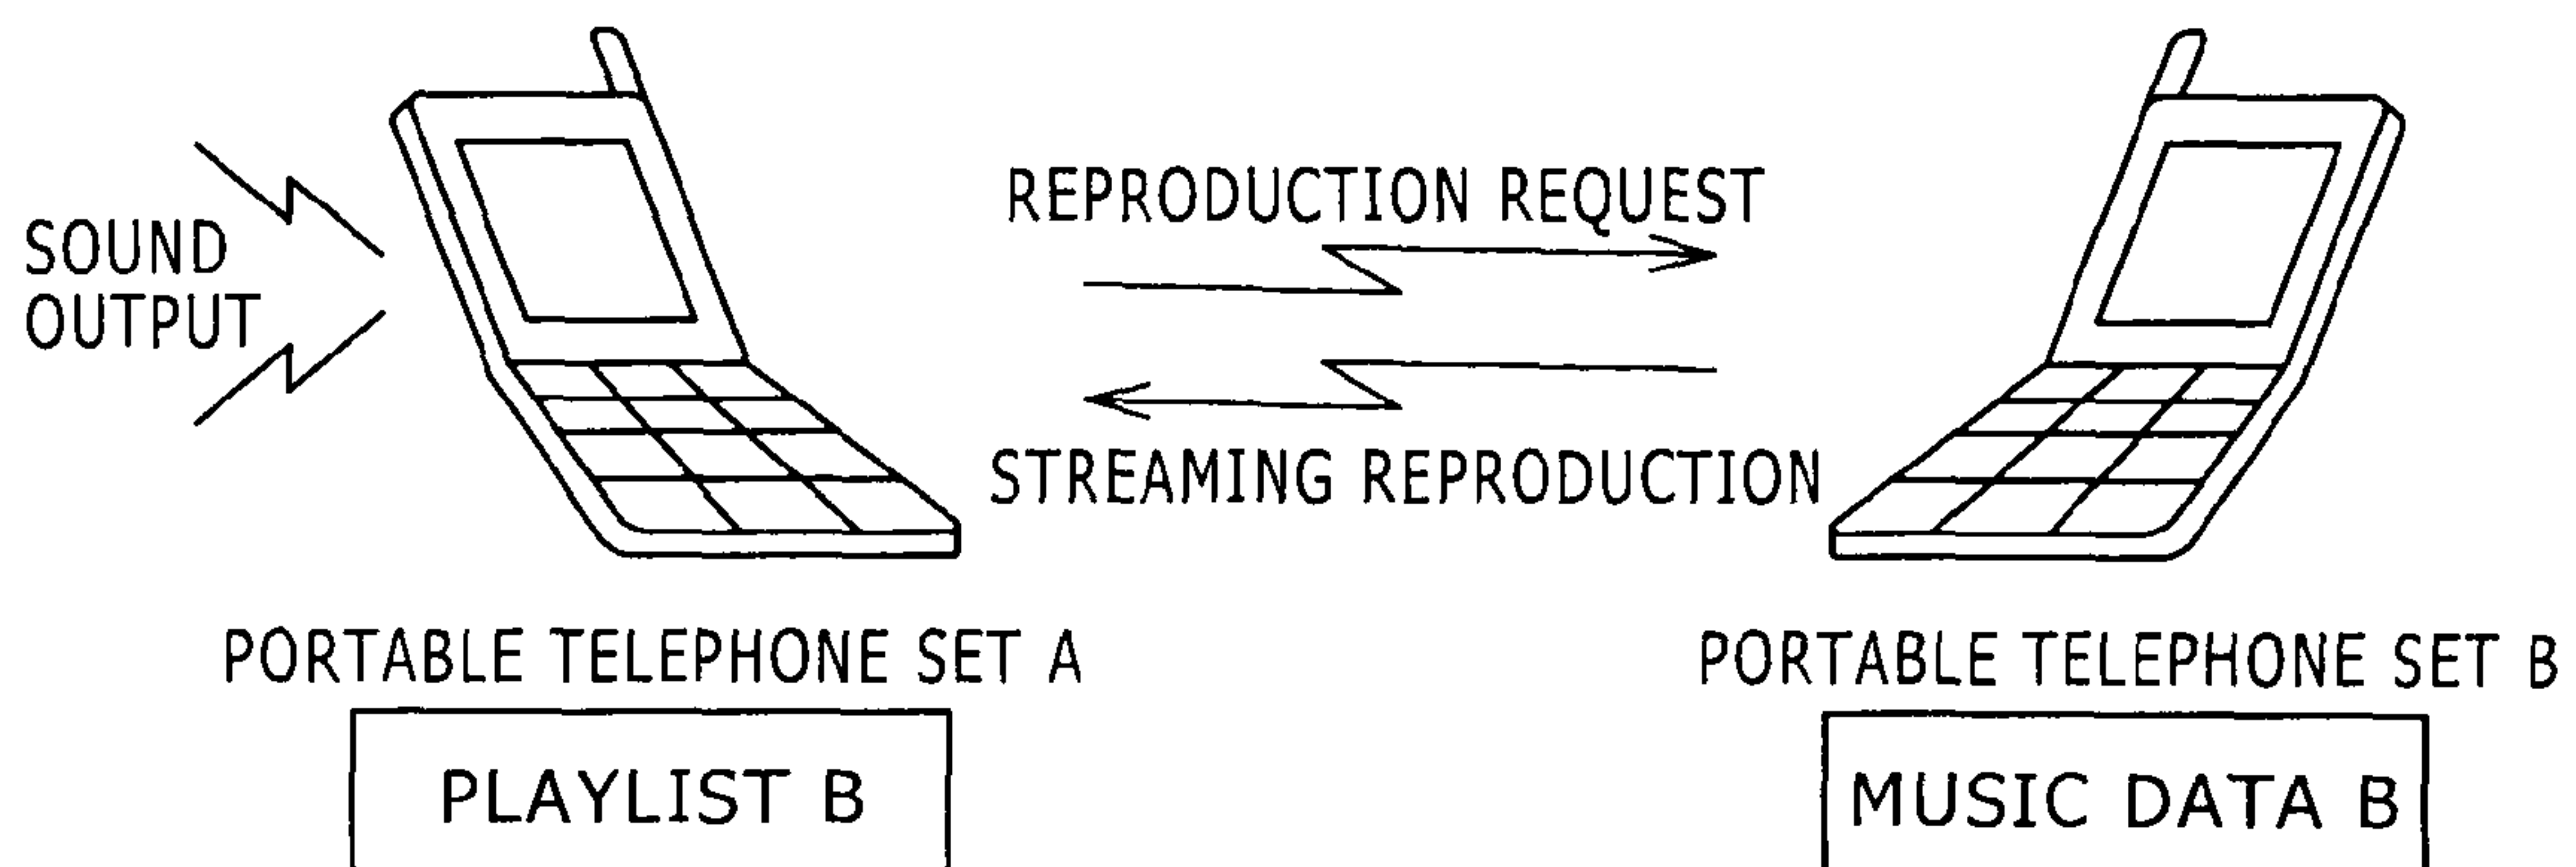 REPRODUCTION REQUEST
SOUND
OUTPUT
STREAMING REPRODUCTION
PORTABLE TELEPHONE SET A
PORTABLE TELEPHONE SET B
PLAYLIST B
MUSIC DATA B